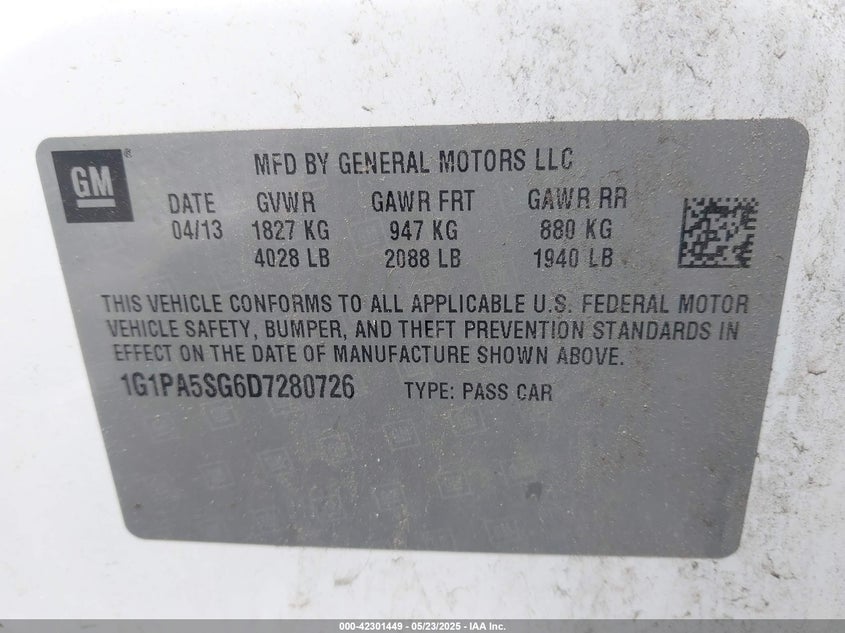 GM®
MFD BY GENERAL MOTORS LLC
DATE GVWR GAWR FRT GAWR RR
04/13 1827 KG 947 KG 880 KG
4028 LB 2088 LB 1940 LB
THIS VEHICLE CONFORMS TO ALL APPLICABLE U.S. FEDERAL MOTOR
VEHICLE SAFETY, BUMPER, AND THEFT PREVENTION STANDARDS IN
EFFECT ON THE DATE OF MANUFACTURE SHOWN ABOVE.
1G1PA5SG6D7280726 TYPE: PASS CAR
000-42301449 - 05/23/2025 - IAA Inc.